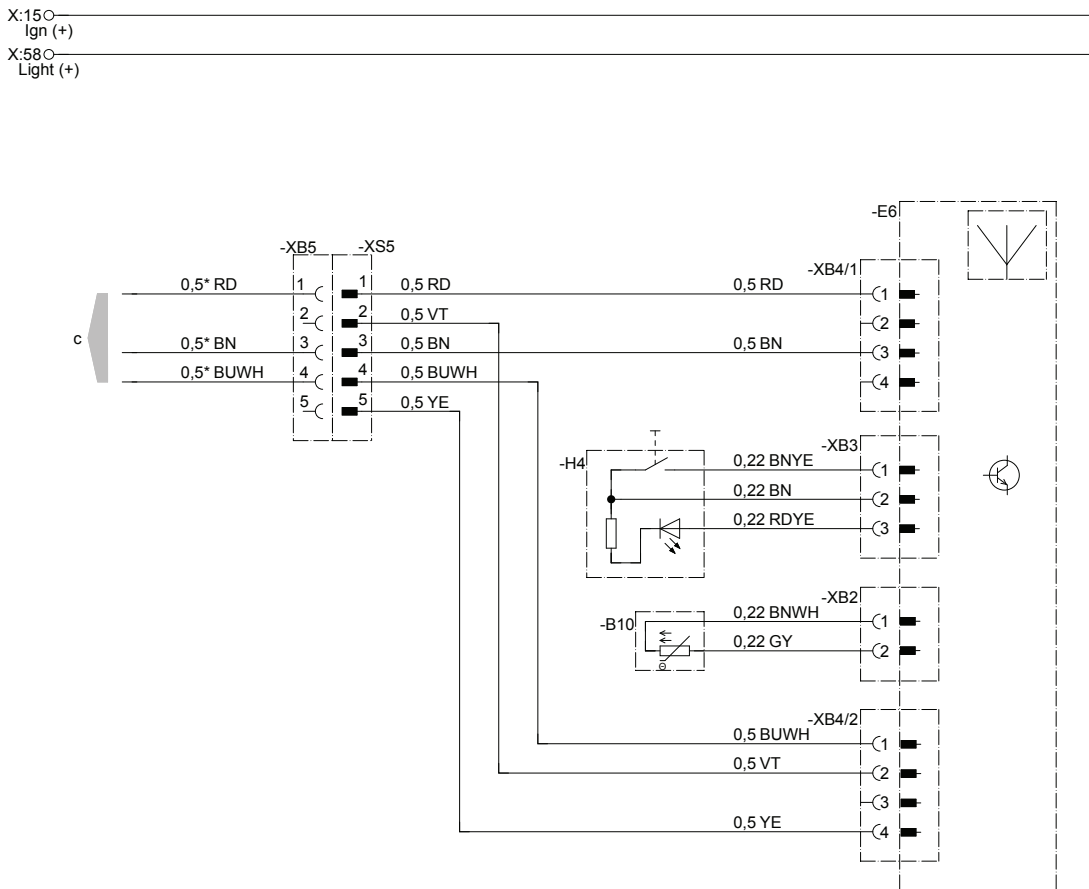 X:15
Ign (+)
X:58
Light (+)
-E6
-XB5 -XS5
-XB4/1
0,5* RD 1 1 0,5 RD 0,5 RD 1
2 2 0,5 VT 2
c
0,5* BN 3 3 0,5 BN 0,5 BN 3
0,5* BUWH 4 4 0,5 BUWH 4
5 5 0,5 YE
-XB3
-H4 0,22 BNYE 1
0,22 BN 2
0,22 RDYE 3
-XB2
-B10 0,22 BNWH 1
0,22 GY 2
-XB4/2
0,5 BUWH 1
0,5 VT 2
3
0,5 YE 4